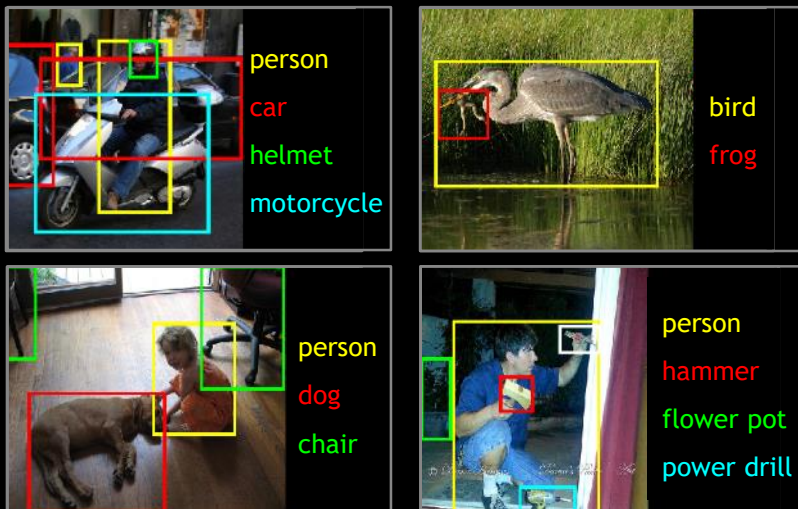 person
car
helmet
motorcycle
bird
frog
person
dog
chair
person
hammer
flower pot
power drill